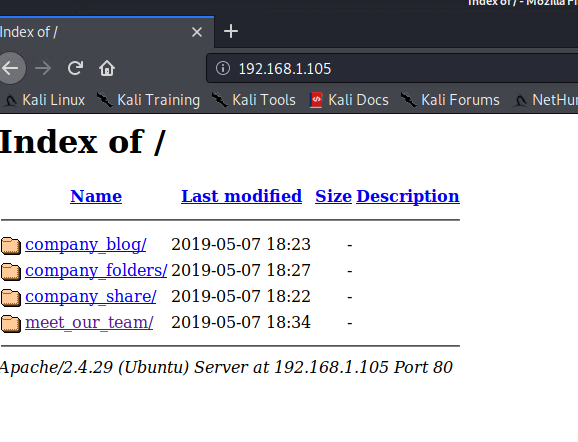 Index of / - Mozilla Fi
Index of /
192.168.1.105
Kali Linux Kali Training Kali Tools Kali Docs Kali Forums NetHun
Index of /
Name Last modified Size Description
company_blog/ 2019-05-07 18:23 -
company_folders/ 2019-05-07 18:27 -
company_share/ 2019-05-07 18:22 -
meet_our_team/ 2019-05-07 18:34 -
Apache/2.4.29 (Ubuntu) Server at 192.168.1.105 Port 80